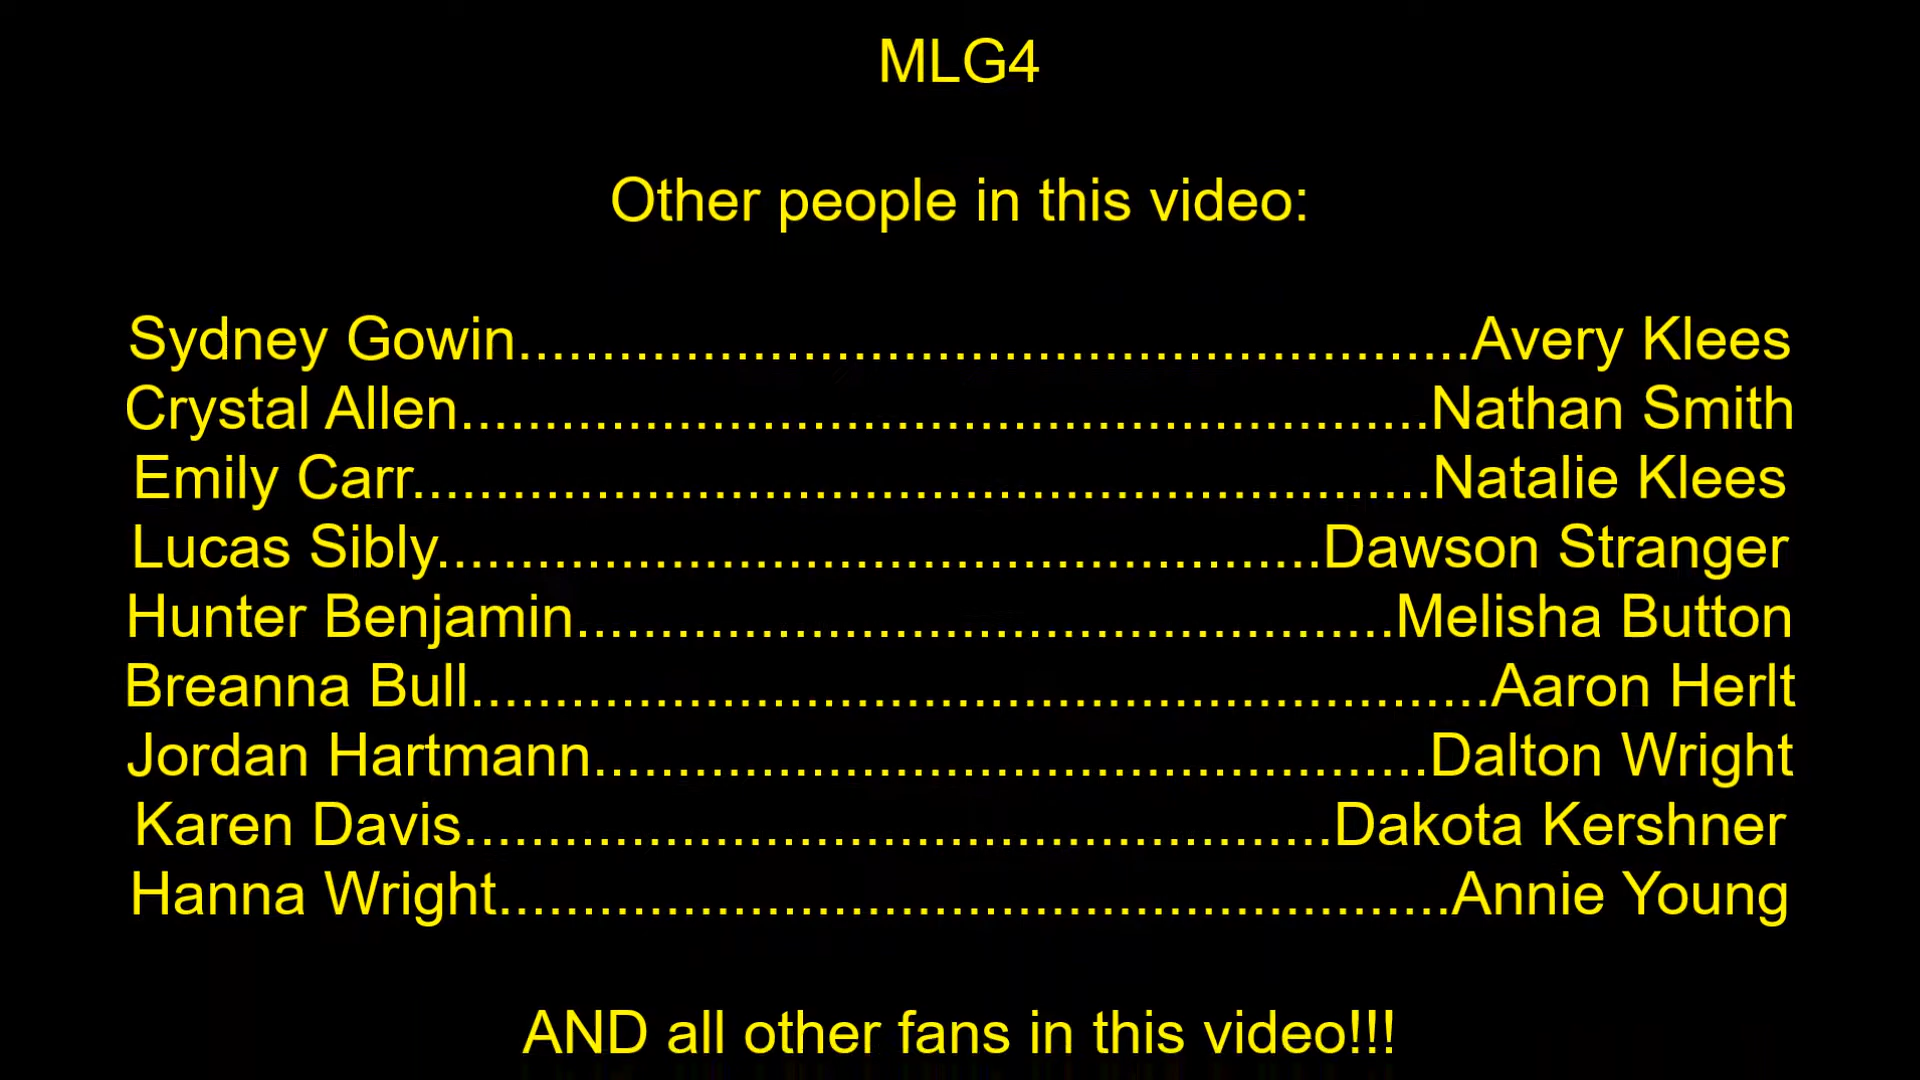 MLG4
Other people in this video:
Sydney Gowin.........................................................Avery Klees
Crystal Allen..........................................................Nathan Smith
Emily Carr.............................................................Natalie Klees
Lucas Sibly.....................................................Dawson Stranger
Hunter Benjamin.................................................Melisha Button
Breanna Bull.............................................................Aaron Herlt
Jordan Hartmann..................................................Dalton Wright
Karen Davis....................................................Dakota Kershner
Hanna Wright.........................................................Annie Young
AND all other fans in this video!!!